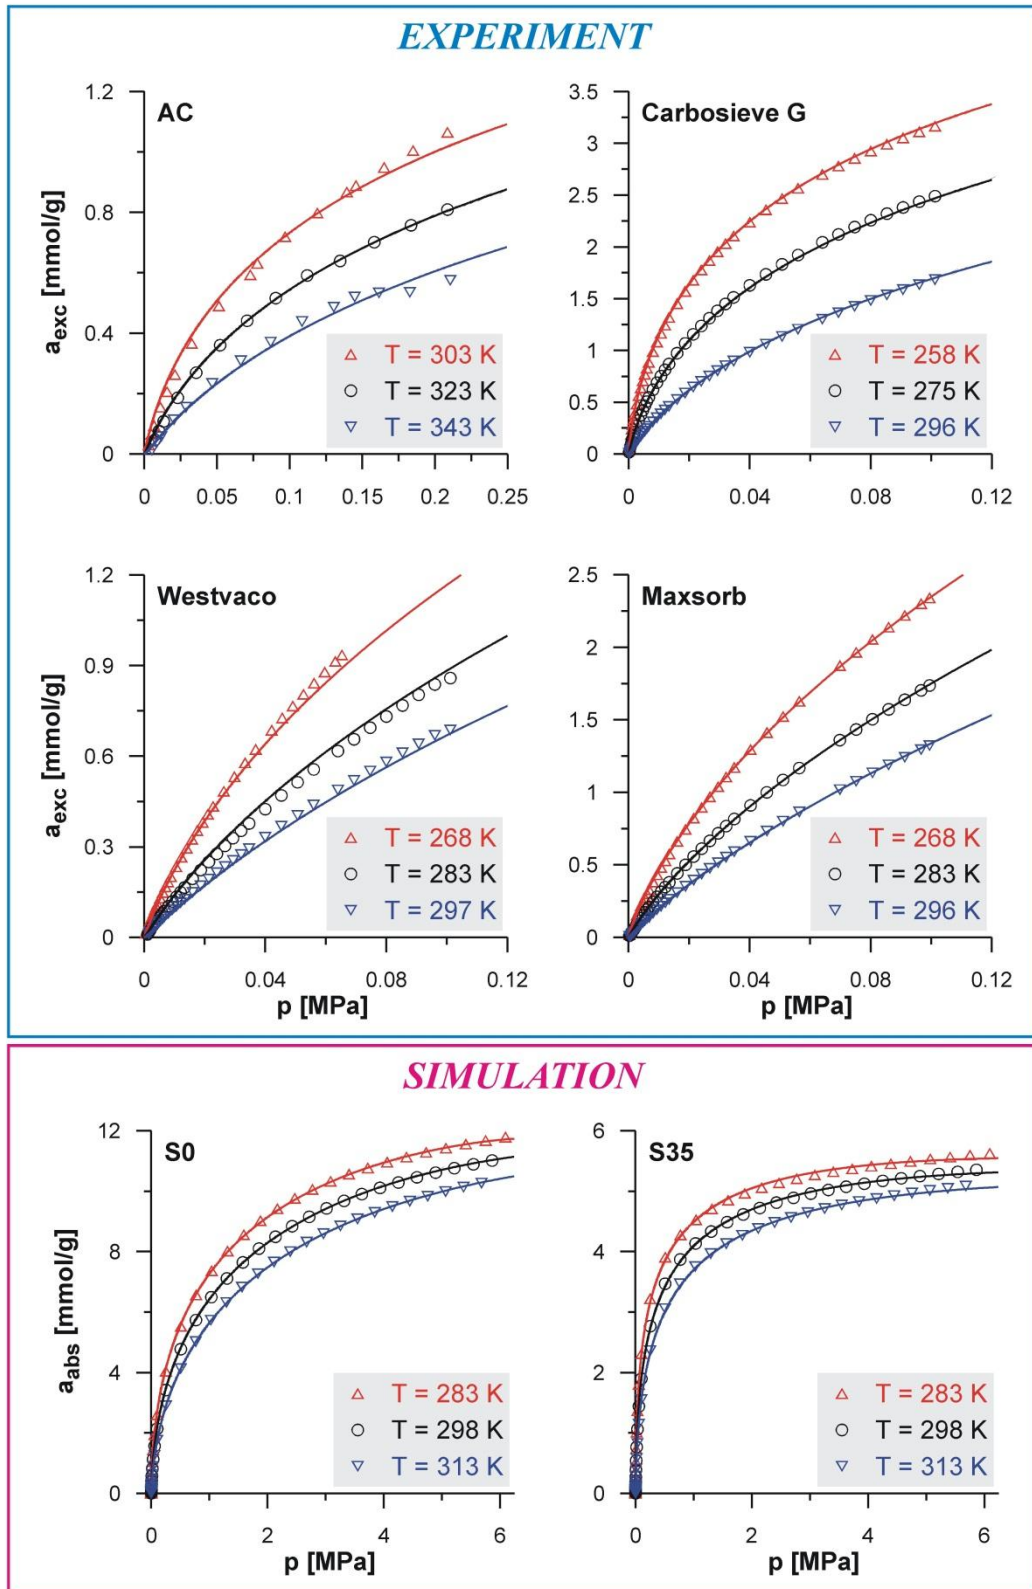 EXPERIMENT
AC
a_exc [mmol/g]
1.2
0.8
0.4
0
0
0.05
0.1
0.15
0.2
0.25
T = 303 K
T = 323 K
T = 343 K
Carbosieve G
3.5
3
2.5
2
1.5
1
0.5
0
0
0.04
0.08
0.12
T = 258 K
T = 275 K
T = 296 K
Westvaco
a_exc [mmol/g]
1.2
0.9
0.6
0.3
0
0
0.04
0.08
0.12
p [MPa]
T = 268 K
T = 283 K
T = 297 K
Maxsorb
2.5
2
1.5
1
0.5
0
0
0.04
0.08
0.12
p [MPa]
T = 268 K
T = 283 K
T = 296 K
SIMULATION
S0
a_abs [mmol/g]
12
8
4
0
0
2
4
6
p [MPa]
T = 283 K
T = 298 K
T = 313 K
S35
6
4
2
0
0
2
4
6
p [MPa]
T = 283 K
T = 298 K
T = 313 K